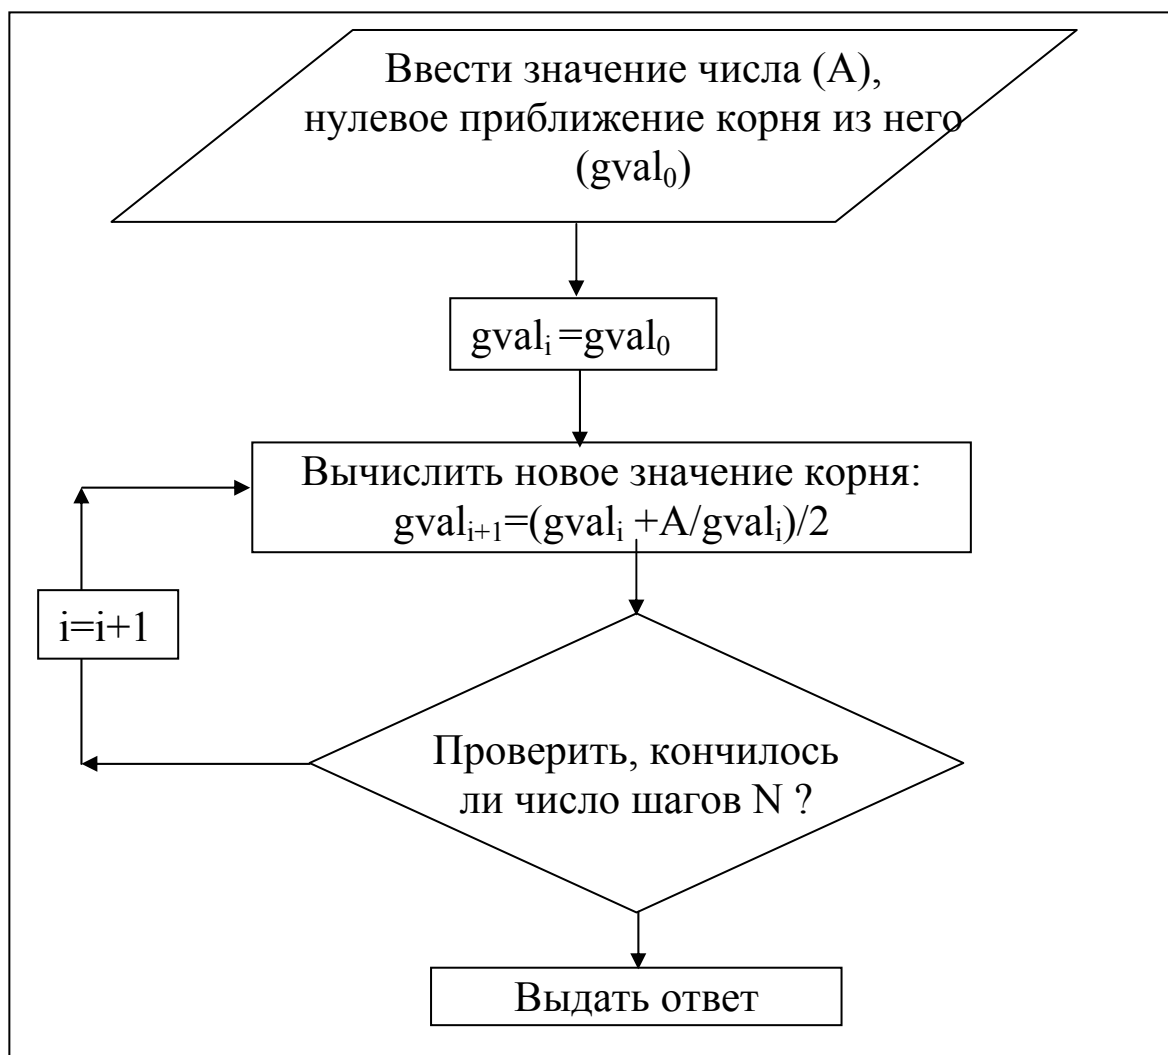 Ввести значение числа (A),
нулевое приближение корня из него
(gval₀)
gvalᵢ =gval₀
Вычислить новое значение корня:
gvalᵢ₊₁=(gvalᵢ +A/gvalᵢ)/2
i=i+1
Проверить, кончилось
ли число шагов N ?
Выдать ответ